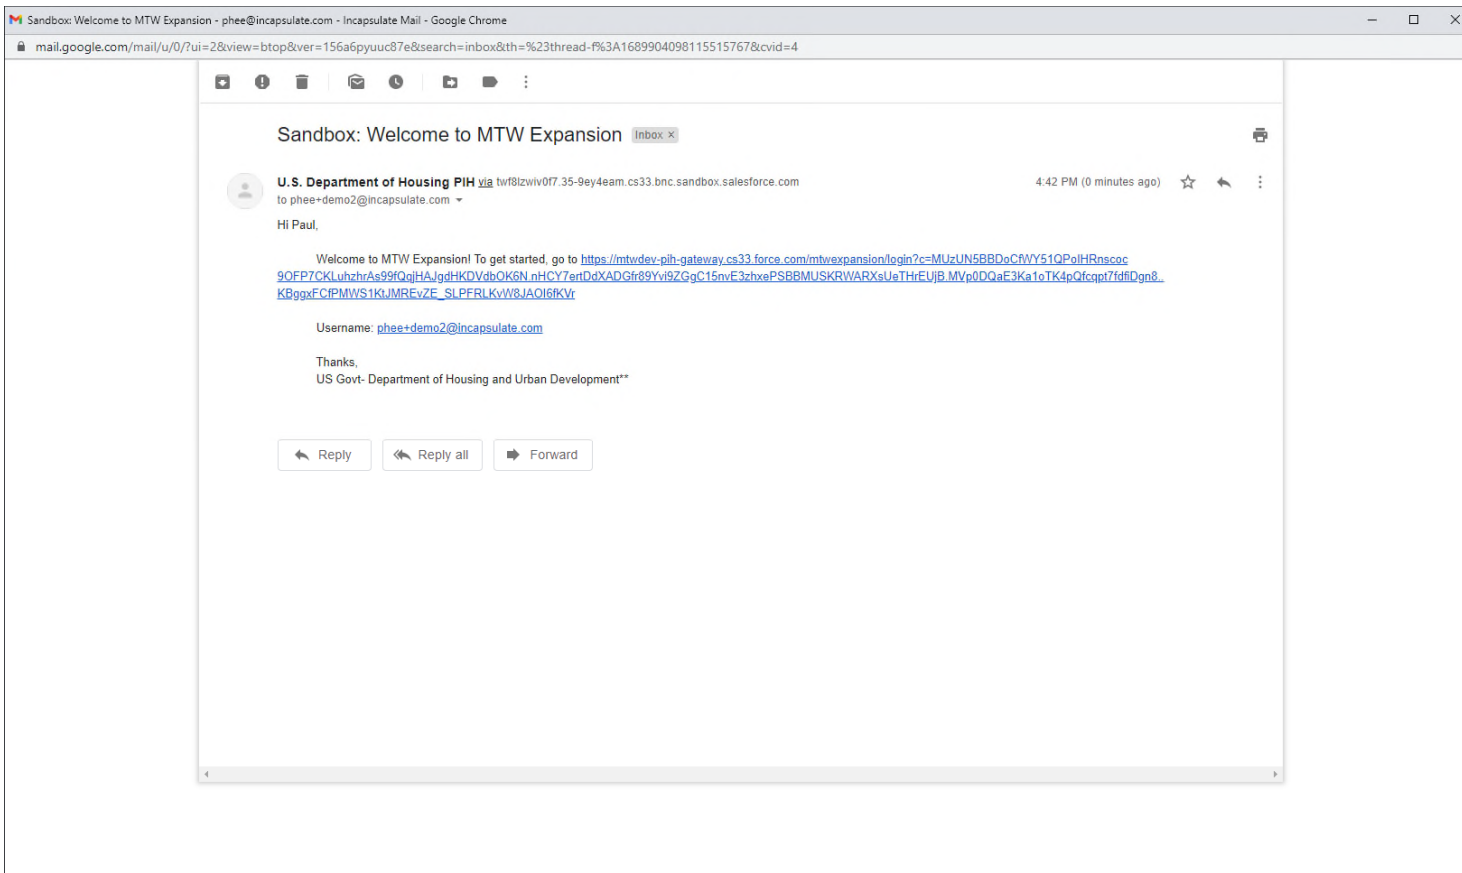 Sandbox: Welcome to MTW Expansion - phee@incapsulate.com - Incapsulate Mail - Google Chrome
mail.google.com/mail/u/0/?ui=2&view=btop&ver=156a6pyuuc87e&search=inbox&th=%23thread-f%3A1689904098115515767&cvid=4
Sandbox: Welcome to MTW Expansion Inbox ×
U.S. Department of Housing PIH via twf8lzwiv0f7.35-9ey4eam.cs33.bnc.sandbox.salesforce.com 4:42 PM (0 minutes ago)
to phee+demo2@incapsulate.com
Hi Paul,
Welcome to MTW Expansion! To get started, go to https://mtwdev-pih-gateway.cs33.force.com/mtwexpansion/login?c=MUzUN5BBDoCfWY51QPolHRnscoc
9OFP7CKLuhzhrAs99fQqjHAJgdHKDVdbOK6N.nHCY7ertDdXADGfr89Yvi9ZGgC15nvE3zhxePSBBMUSKRWARXsUeTHrEUjB.MVp0DQaE3Ka1oTK4pQfcqpt7fdfiDgn8..
KBggxFCfPMWS1KtJMREvZE_SLPFRLKvW8JAOI6fKVr
Username: phee+demo2@incapsulate.com
Thanks,
US Govt- Department of Housing and Urban Development**
Reply Reply all Forward